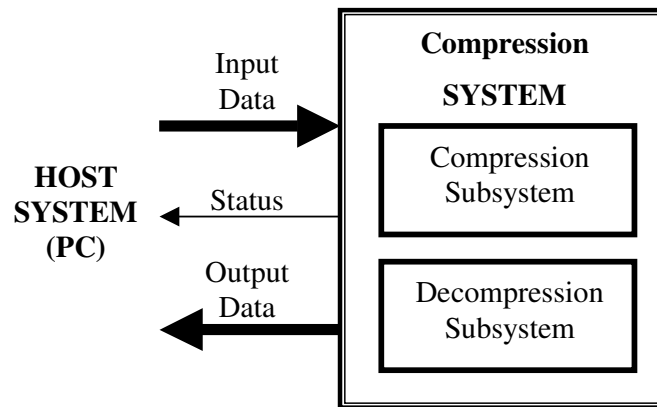 Input
Data
HOST
SYSTEM
(PC)
Status
Output
Data
Compression
SYSTEM
Compression
Subsystem
Decompression
Subsystem